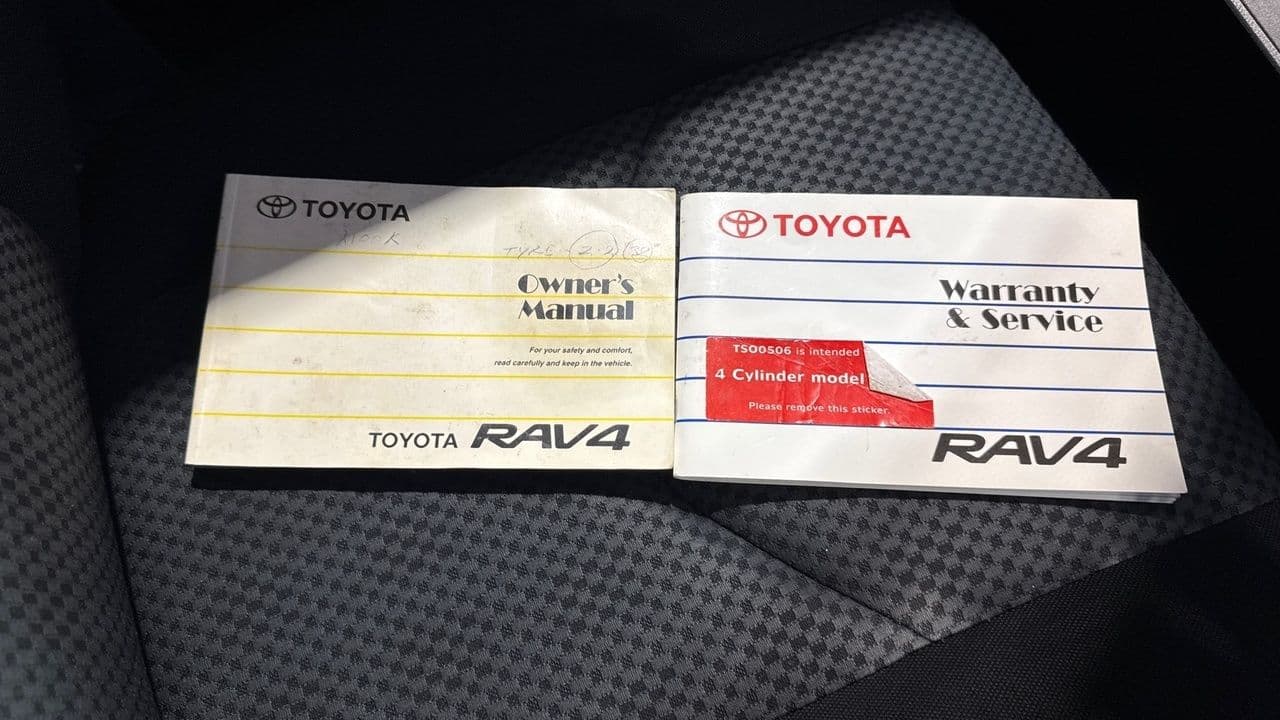 TOYOTA
TYRE
Owner's
Manual
For your safety and comfort,
read carefully and keep in the vehicle.
TOYOTA RAV4
TOYOTA
Warranty
& Service
TS00506 is intended
4 Cylinder model
Please remove this sticker.
RAV4